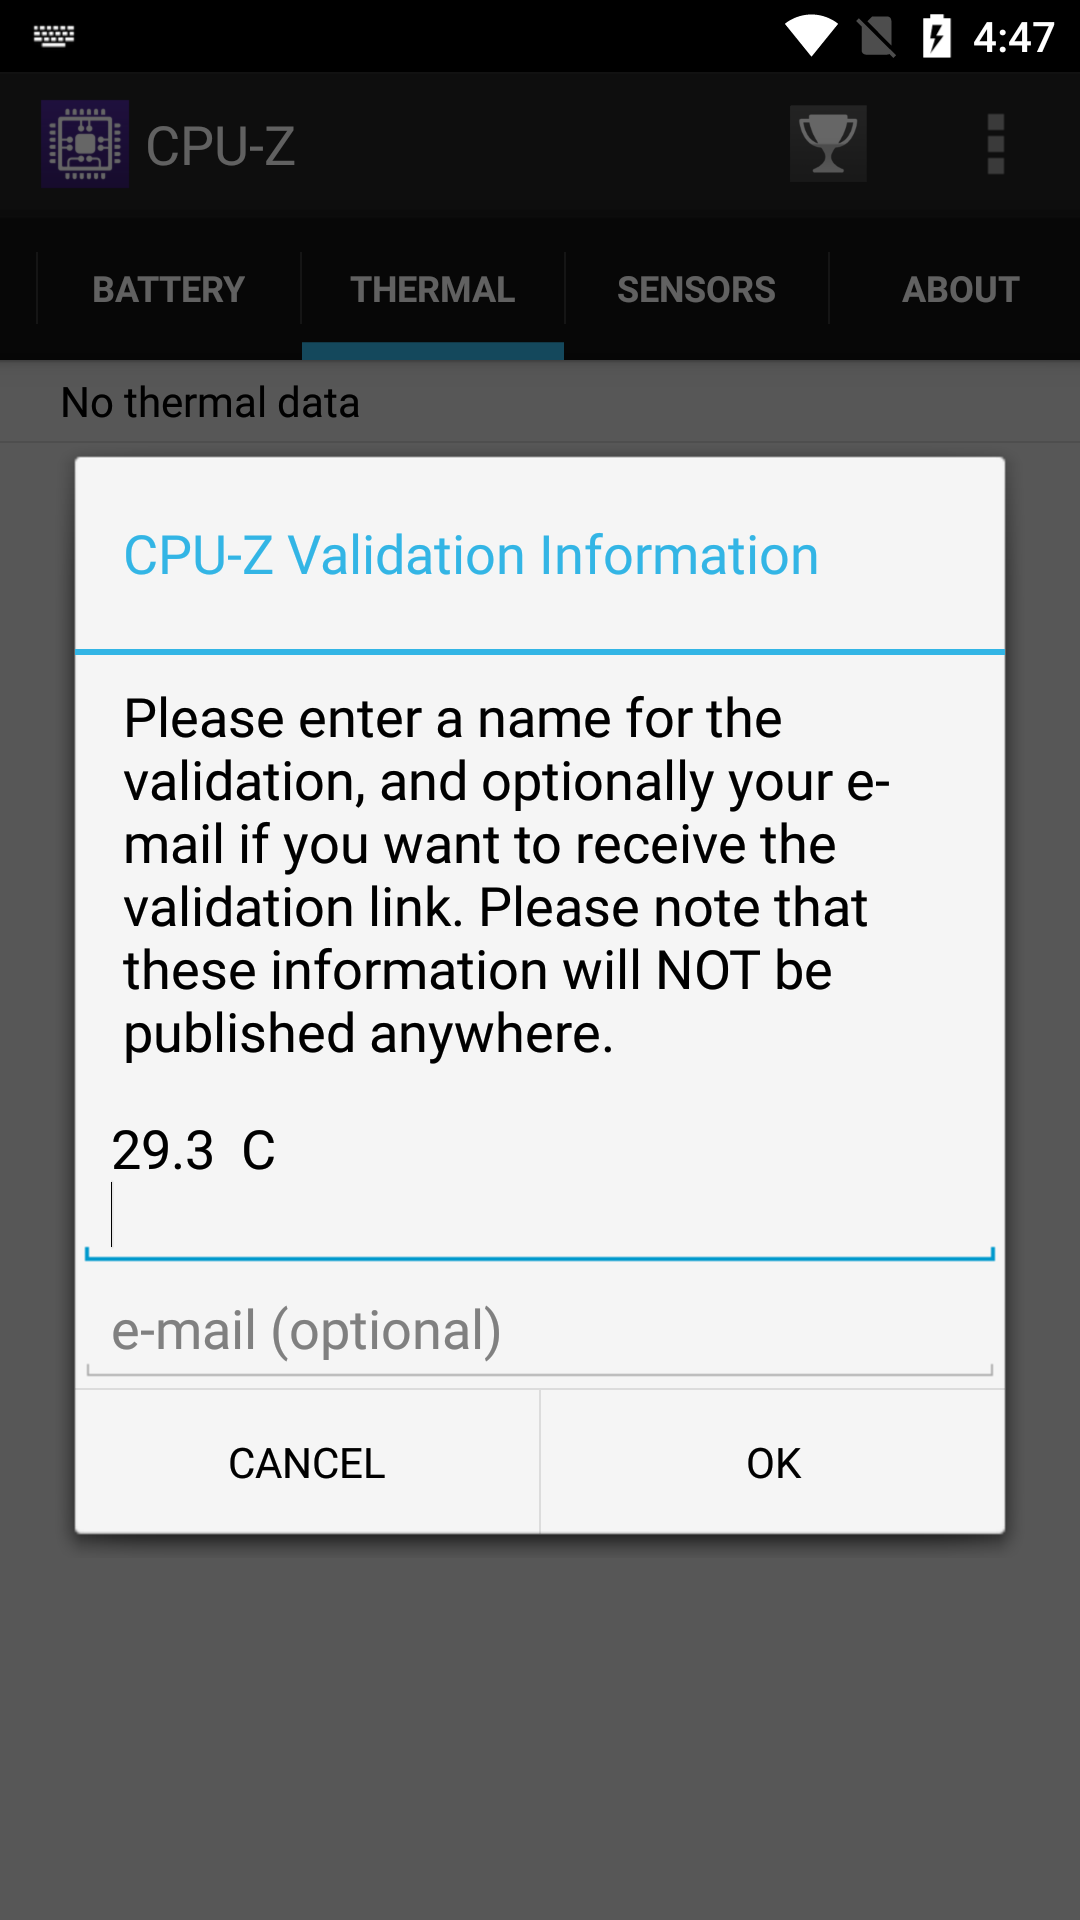 4:47
CPU-Z
BATTERY
THERMAL
SENSORS
ABOUT
No thermal data
CPU-Z Validation Information
Please enter a name for the
validation, and optionally your e-
mail if you want to receive the
validation link. Please note that
these information will NOT be
published anywhere.
29.3  C
e-mail (optional)
CANCEL
OK